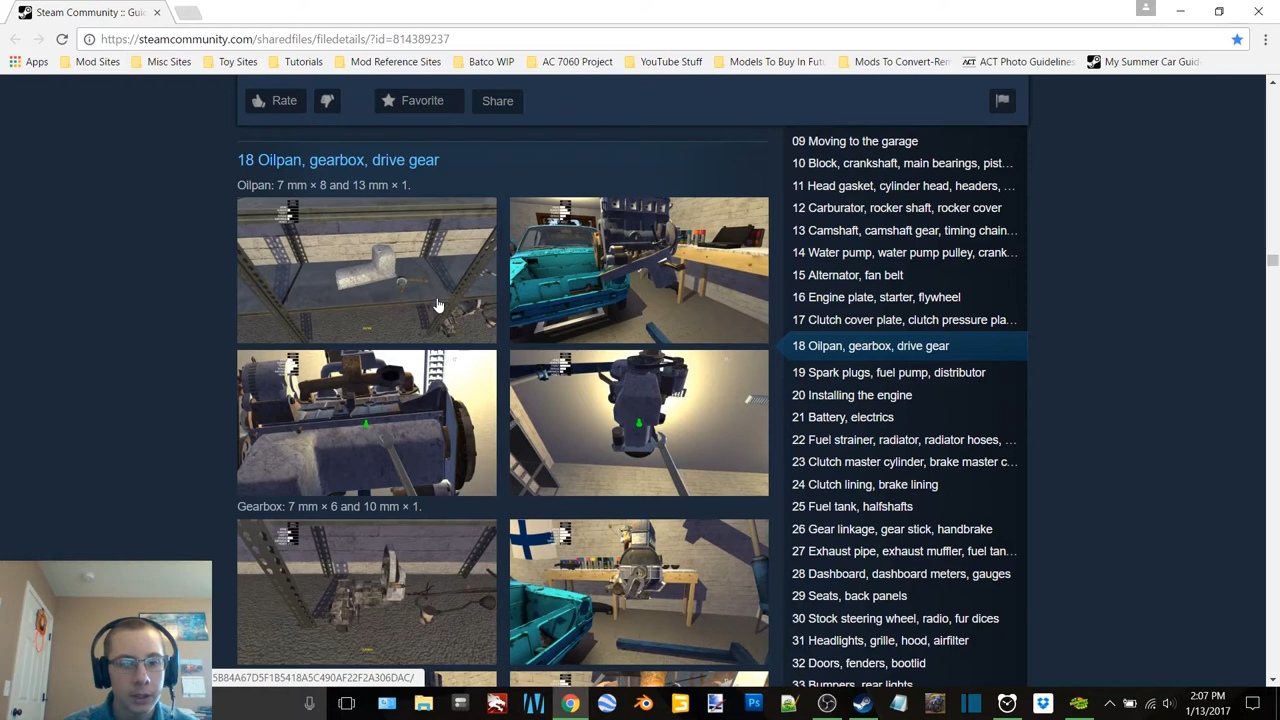 Steam Community :: Gui
https://steamcommunity.com/sharedfiles/filedetails/?id=814389237
Apps
Mod Sites
Misc Sites
Toy Sites
Tutorials
Mod Reference Sites
Batco WIP
AC 7060 Project
YouTube Stuff
Models To Buy In Futu
Mods To Convert-Ren
ACT ACT Photo Guidelines
My Summer Car Guid
Rate
Favorite
Share
18 Oilpan, gearbox, drive gear
Oilpan: 7 mm × 8 and 13 mm × 1.
Gearbox: 7 mm × 6 and 10 mm × 1.
09 Moving to the garage
10 Block, crankshaft, main bearings, pist…
11 Head gasket, cylinder head, headers, …
12 Carburator, rocker shaft, rocker cover
13 Camshaft, camshaft gear, timing chain…
14 Water pump, water pump pulley, crank…
15 Alternator, fan belt
16 Engine plate, starter, flywheel
17 Clutch cover plate, clutch pressure pla…
18 Oilpan, gearbox, drive gear
19 Spark plugs, fuel pump, distributor
20 Installing the engine
21 Battery, electrics
22 Fuel strainer, radiator, radiator hoses, …
23 Clutch master cylinder, brake master c…
24 Clutch lining, brake lining
25 Fuel tank, halfshafts
26 Gear linkage, gear stick, handbrake
27 Exhaust pipe, exhaust muffler, fuel tan…
28 Dashboard, dashboard meters, gauges
29 Seats, back panels
30 Stock steering wheel, radio, fur dices
31 Headlights, grille, hood, airfilter
32 Doors, fenders, bootlid
33 Bumpers, rear lights
5B84A67D5F1B5418A5C490AF22F2A306DAC/
2:07 PM
1/13/2017